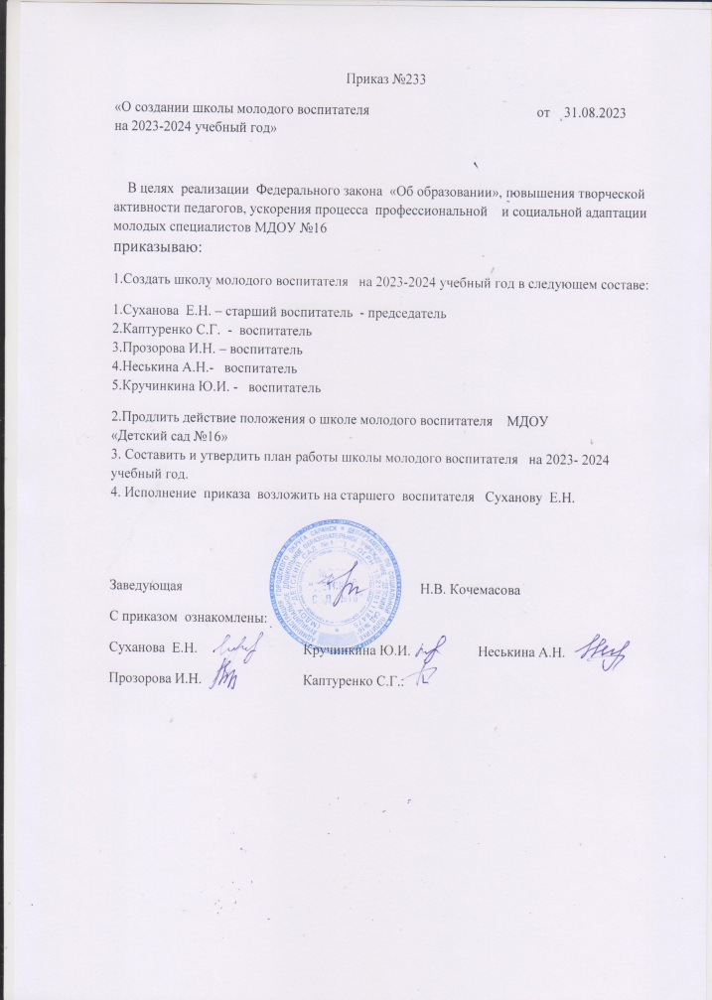 Приказ №233
«О создании школы молодого воспитателя от 31.08.2023
на 2023-2024 учебный год»
В целях реализации Федерального закона «Об образовании», повышения творческой
активности педагогов, ускорения процесса профессиональной и социальной адаптации
молодых специалистов МДОУ №16
приказываю:
1.Создать школу молодого воспитателя на 2023-2024 учебный год в следующем составе:
1.Суханова Е.Н. – старший воспитатель - председатель
2.Каптуренко С.Г. - воспитатель
3.Прозорова И.Н. – воспитатель
4.Неськина А.Н.- воспитатель
5.Кручинкина Ю.И. - воспитатель
2.Продлить действие положения о школе молодого воспитателя МДОУ
«Детский сад №16»
3. Составить и утвердить план работы школы молодого воспитателя на 2023- 2024
учебный год.
4. Исполнение приказа возложить на старшего воспитателя Суханову Е.Н.
Заведующая Н.В. Кочемасова
С приказом ознакомлены:
Суханова Е.Н. Кручинкина Ю.И. Неськина А.Н.
Прозорова И.Н. Каптуренко С.Г.: